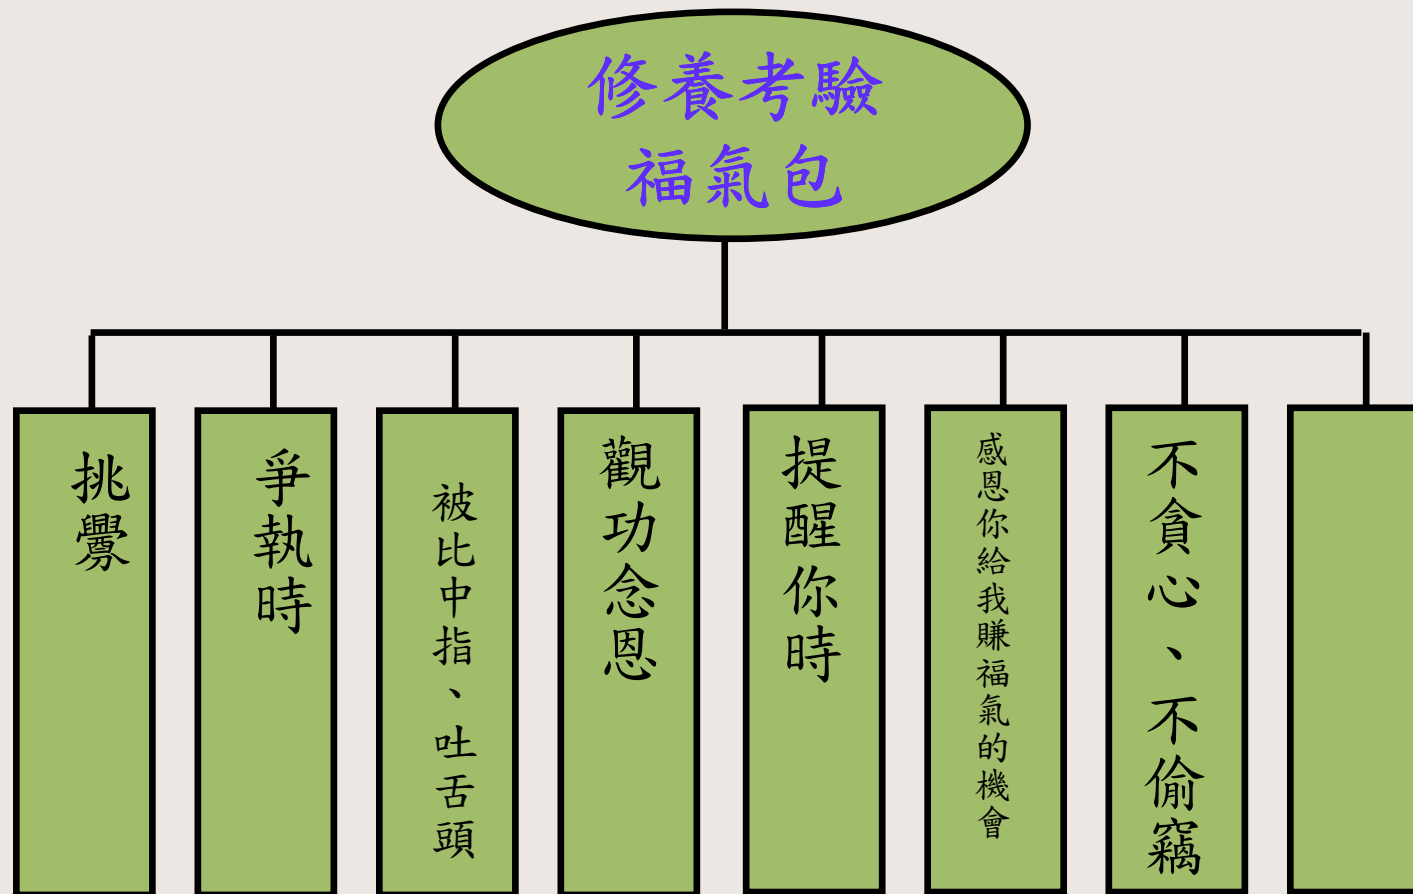 修養考驗
福氣包
挑釁
爭執時
被比中指、吐舌頭
觀功念恩
提醒你時
感恩你給我賺福氣的機會
不貪心、不偷竊